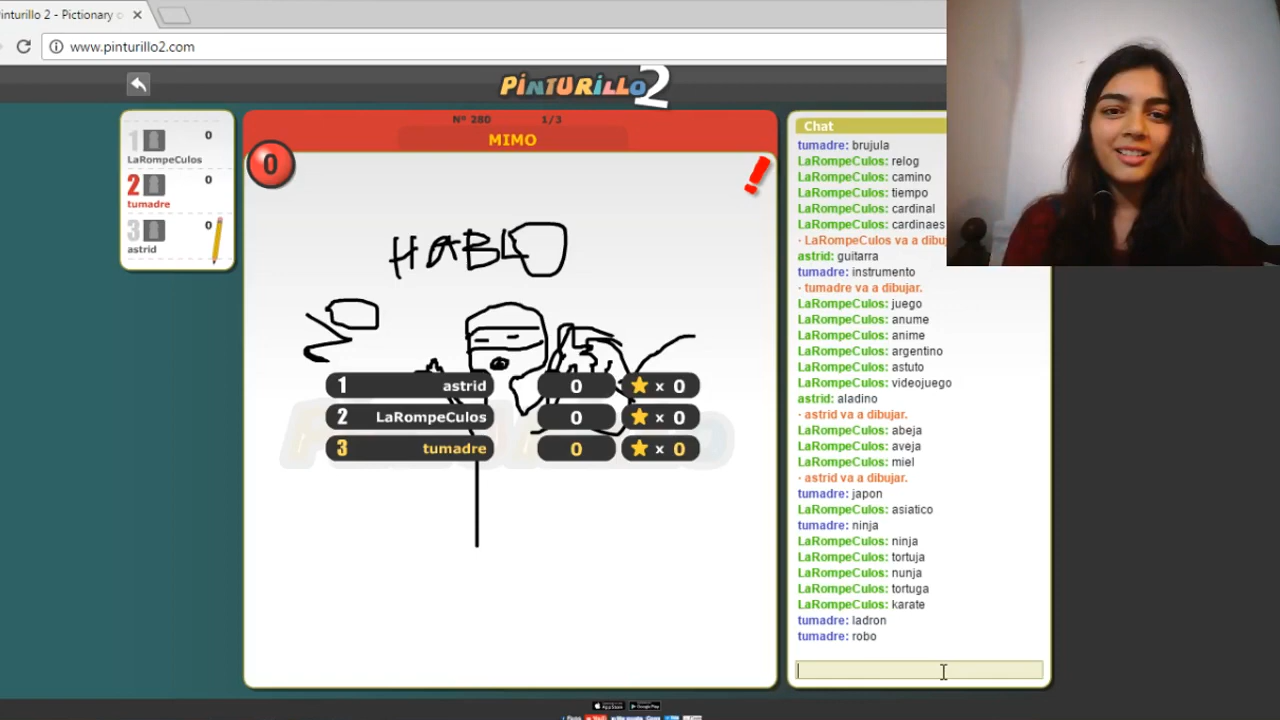 Pinturillo 2 - Pictionary
www.pinturillo2.com
PINTURILLO 2
1
LaRompeCulos
0
2
tumadre
0
3
astrid
0
Nº 280 1/3
MIMO
0
HABLO
NO
1 astrid 0 x 0
2 LaRompeCulos 0 x 0
3 tumadre 0 x 0
Chat
tumadre: brujula
LaRompeCulos: relog
LaRompeCulos: camino
LaRompeCulos: tiempo
LaRompeCulos: cardinal
LaRompeCulos: cardinaes
· LaRompeCulos va a dibu
astrid: guitarra
tumadre: instrumento
· tumadre va a dibujar.
LaRompeCulos: juego
LaRompeCulos: anume
LaRompeCulos: anime
LaRompeCulos: argentino
LaRompeCulos: astuto
LaRompeCulos: videojuego
astrid: aladino
· astrid va a dibujar.
LaRompeCulos: abeja
LaRompeCulos: aveja
LaRompeCulos: miel
· astrid va a dibujar.
tumadre: japon
LaRompeCulos: asiatico
tumadre: ninja
LaRompeCulos: ninja
LaRompeCulos: tortuja
LaRompeCulos: nunja
LaRompeCulos: tortuga
LaRompeCulos: karate
tumadre: ladron
tumadre: robo